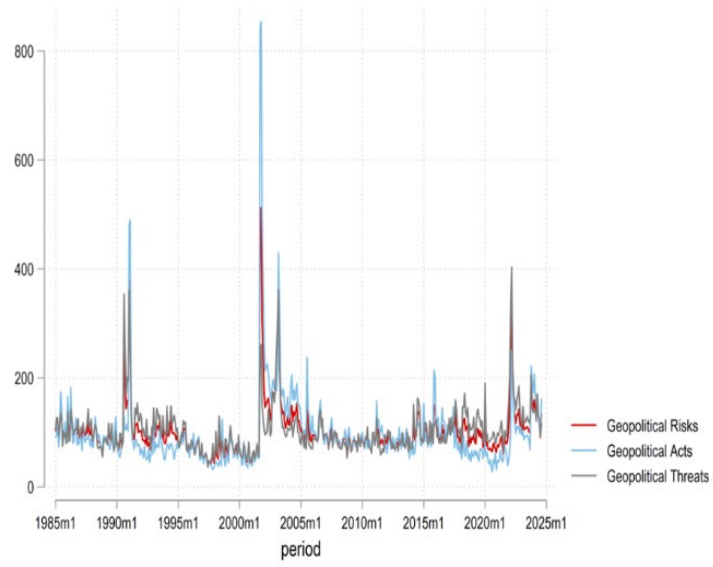 800
600
400
200
0
1985m1 1990m1 1995m1 2000m1 2005m1 2010m1 2015m1 2020m1 2025m1
period
Geopolitical Risks
Geopolitical Acts
Geopolitical Threats